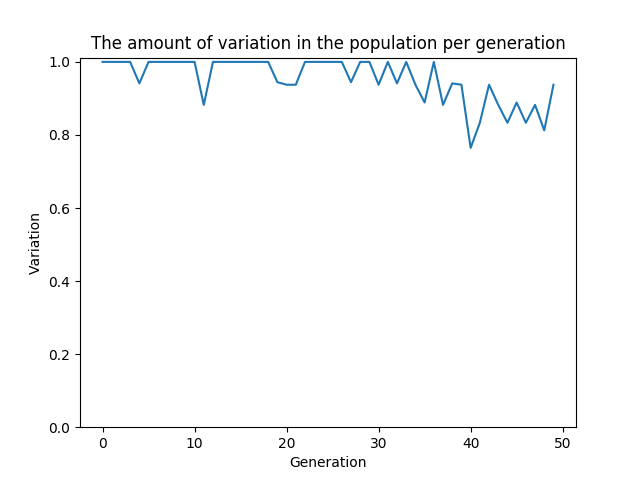 The amount of variation in the population per generation
1.0
0.8
0.6
0.4
0.2
0.0
Variation
0 10 20 30 40 50
Generation